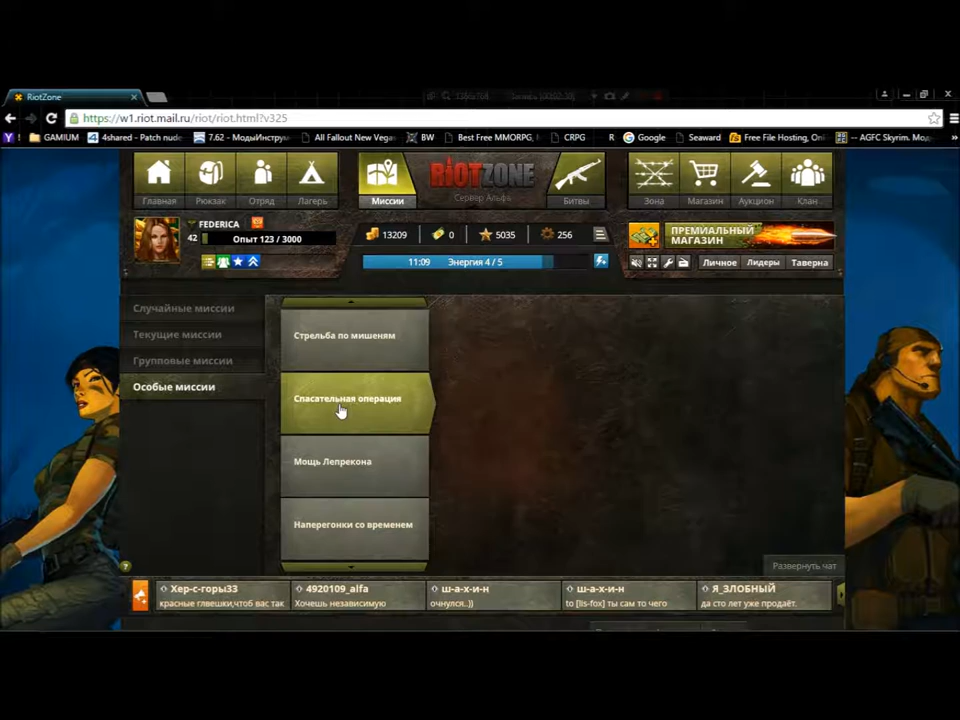 RiotZone
https://w1.riot.mail.ru/riot/riot.html?v325
GAMIUM
4shared - Patch nude
7.62 - МодыИнструм
All Fallout New Vega
BW
Best Free MMORPG,
CRPG
Google
Seaward
Free File Hosting, Onl
AGFC Skyrim. Mод
Главная
Рюкзак
Отряд
Лагерь
Миссии
RIOTZONE
Сервер Альфа
Битвы
Зона
Магазин
Аукцион
Клан
FEDERICA
42
Опыт 123 / 3000
13209
0
5035
256
ПРЕМИАЛЬНЫЙ
МАГАЗИН
11:09 Энергия 4 / 5
Личное
Лидеры
Таверна
Случайные миссии
Текущие миссии
Групповые миссии
Особые миссии
Стрельба по мишеням
Спасательная операция
Мощь Лепрекона
Наперегонки со временем
Развернуть чат
Хер-с-горы33
красные глвешки,чтоб вас так
4920109_alfa
Хочешь независимую
ш-а-х-и-н
очнулся..))
ш-а-х-и-н
to [lis-fox] ты сам то чего
Я_ЗЛОБНЫЙ
да сто лет уже продаёт.